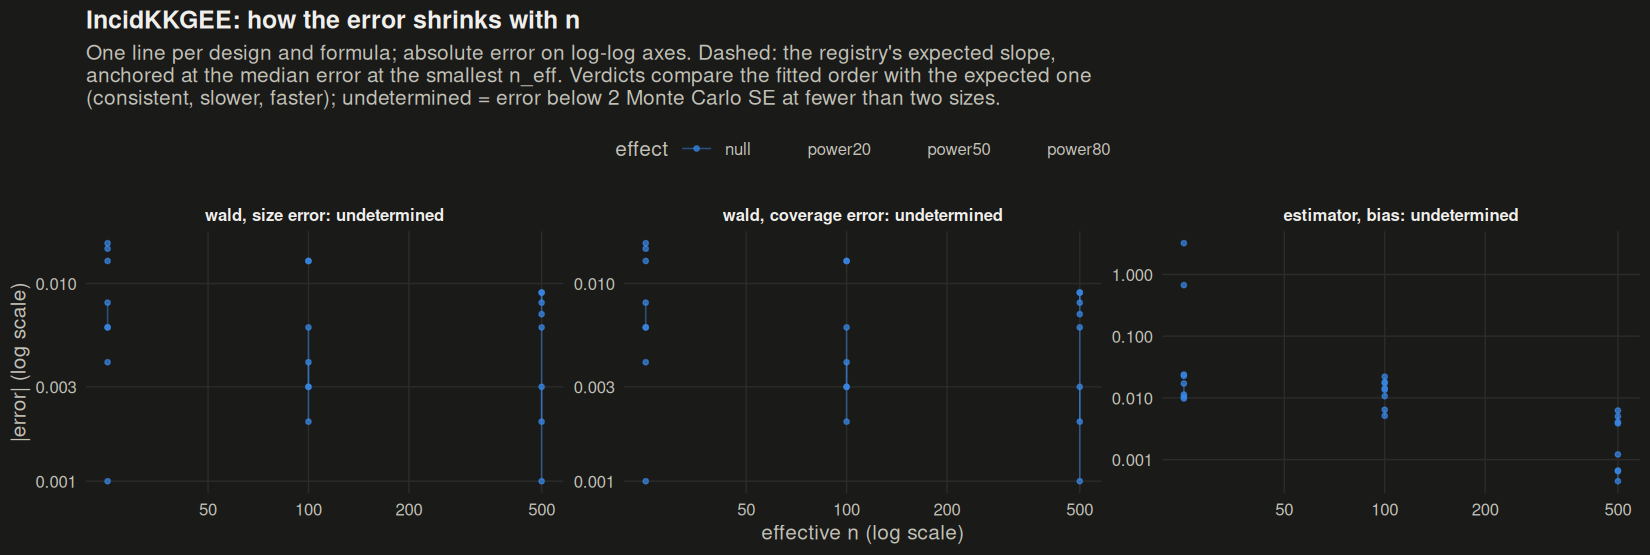 IncidKKGEE: how the error shrinks with n
One line per design and formula; absolute error on log-log axes. Dashed: the registry's expected slope,
anchored at the median error at the smallest n_eff. Verdicts compare the fitted order with the expected one
(consistent, slower, faster); undetermined = error below 2 Monte Carlo SE at fewer than two sizes.
effect null power20 power50 power80
wald, size error: undetermined
wald, coverage error: undetermined
estimator, bias: undetermined
|error| (log scale)
0.010
0.003
0.001
50 100 200 500
0.010
0.003
0.001
50 100 200 500
1.000
0.100
0.010
0.001
50 100 200 500
effective n (log scale)